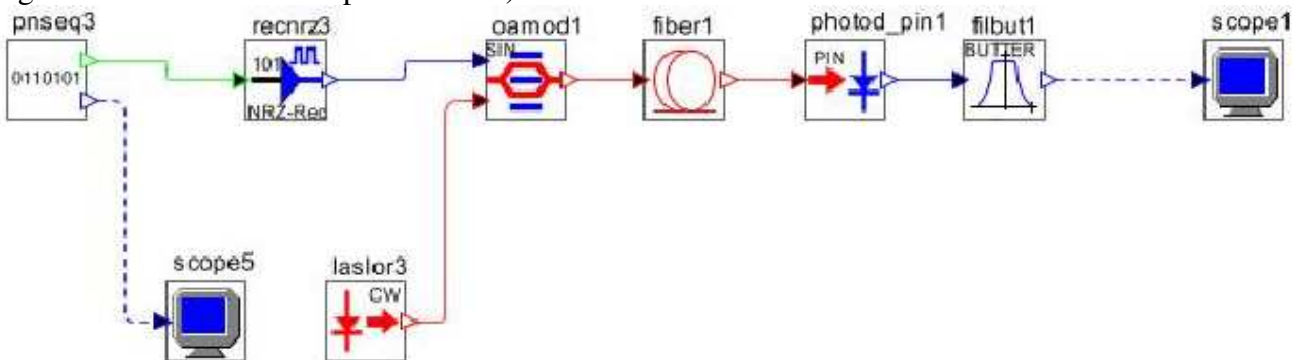 pnseq3
recnrz3
oamod1
fiber1
photod_pin1
filbut1
scope1
0110101
101
NRZ-Rec
SIN
PIN
BUTTER
scope5
laslor3
CW